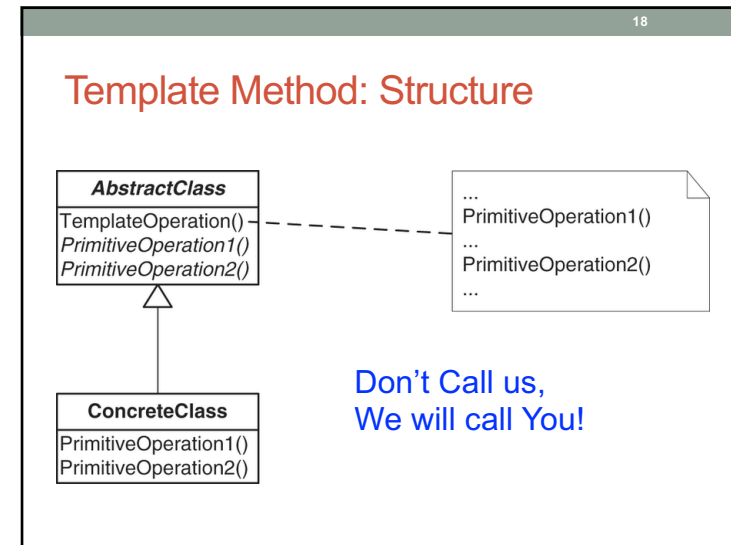 18
Template Method: Structure
AbstractClass
TemplateOperation()
PrimitiveOperation1()
PrimitiveOperation2()
...
PrimitiveOperation1()
...
PrimitiveOperation2()
...
Don’t Call us,
We will call You!
ConcreteClass
PrimitiveOperation1()
PrimitiveOperation2()